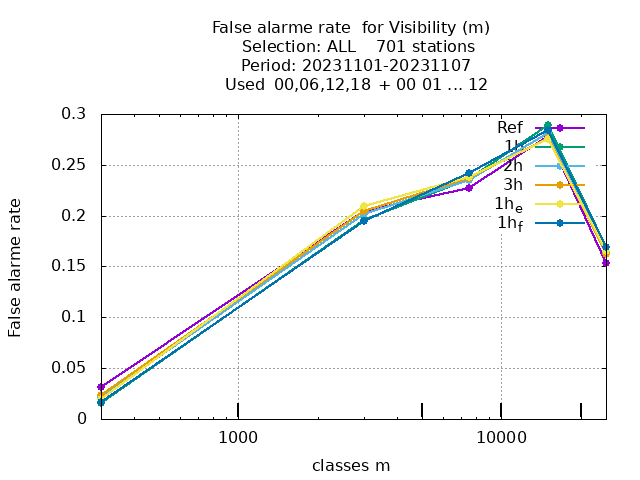 False alarme rate for Visibility (m)
Selection: ALL 701 stations
Period: 20231101-20231107
Used 00,06,12,18 + 00 01 ... 12
0.3
0.25
0.2
0.15
0.1
0.05
0
False alarme rate
Ref
1h
2h
3h
1he
1hf
1000
10000
classes m